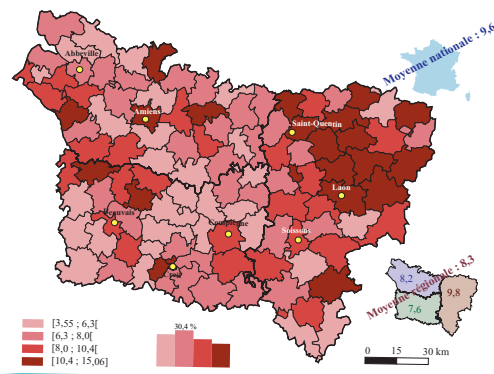 Moyenne nationale : 9,6
Abbeville
Amiens
Saint-Quentin
Laon
Beauvais
Compiègne
Soissons
Creil
Moyenne régionale : 8.3
8,2
9,8
7,6
[3,55 ; 6,3[
[6,3 ; 8,0[
[8,0 ; 10,4[
[10,4 ; 15,06]
30,4 %
0 15 30 km